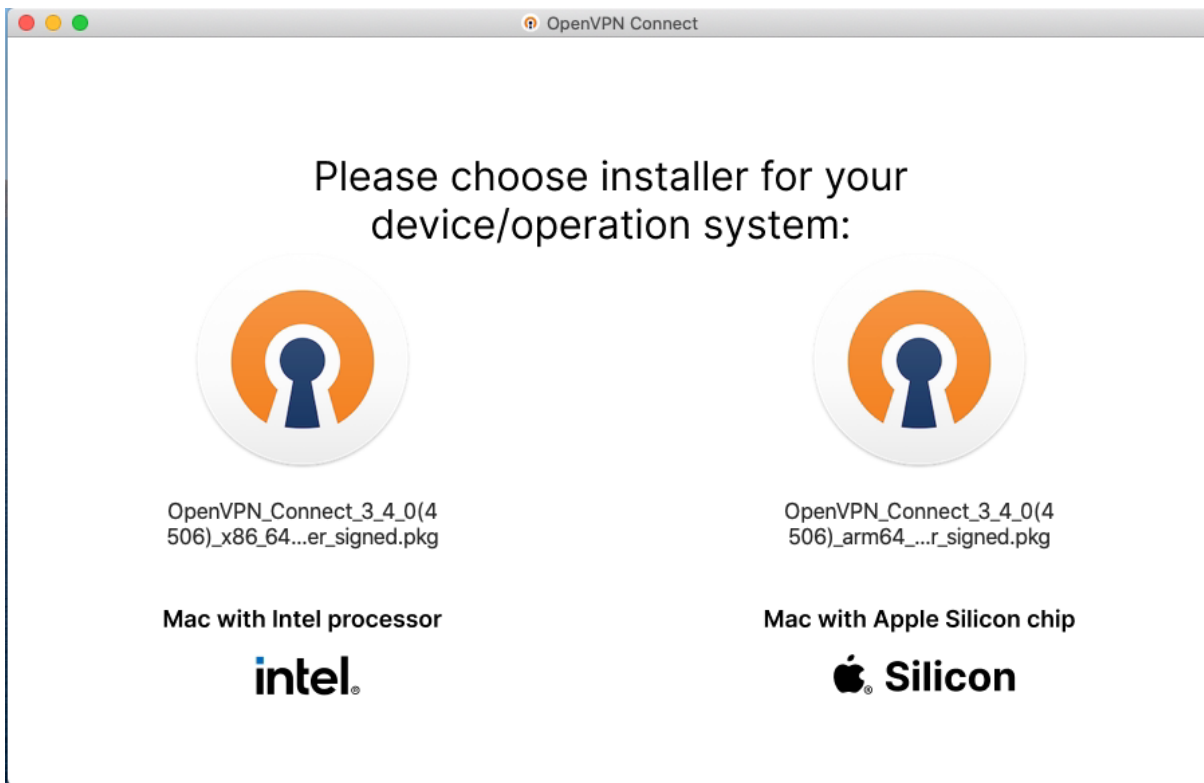 OpenVPN Connect
Please choose installer for your
device/operation system:
OpenVPN_Connect_3_4_0(4
506)_x86_64...er_signed.pkg
OpenVPN_Connect_3_4_0(4
506)_arm64_...r_signed.pkg
Mac with Intel processor
Mac with Apple Silicon chip
intel®
® Silicon